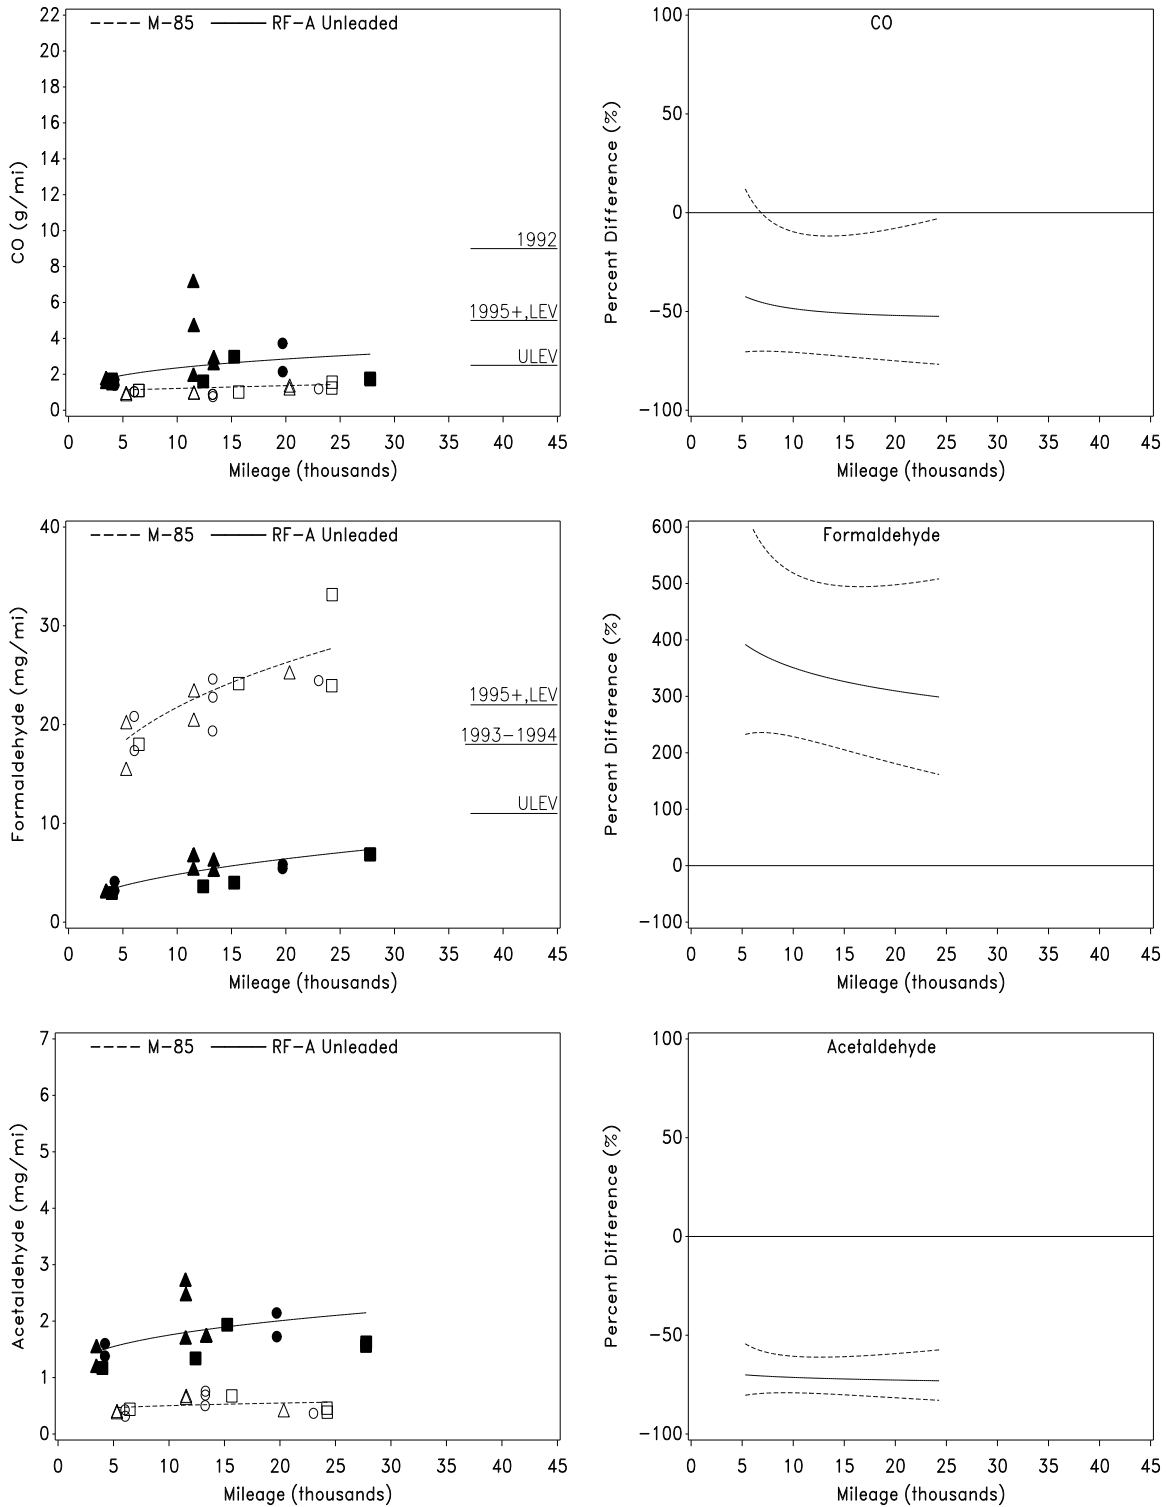 M-85 RF-A Unleaded
22
20
18
16
14
12
10
8
6
4
2
0
CO (g/mi)
1992
1995+,LEV
ULEV
0 5 10 15 20 25 30 35 40 45
Mileage (thousands)
CO
100
50
0
-50
-100
Percent Difference (%)
0 5 10 15 20 25 30 35 40 45
Mileage (thousands)
M-85 RF-A Unleaded
40
30
20
10
0
Formaldehyde (mg/mi)
1995+,LEV
1993-1994
ULEV
0 5 10 15 20 25 30 35 40 45
Mileage (thousands)
Formaldehyde
600
500
400
300
200
100
0
-100
Percent Difference (%)
0 5 10 15 20 25 30 35 40 45
Mileage (thousands)
M-85 RF-A Unleaded
7
6
5
4
3
2
1
0
Acetaldehyde (mg/mi)
0 5 10 15 20 25 30 35 40 45
Mileage (thousands)
Acetaldehyde
100
50
0
-50
-100
Percent Difference (%)
0 5 10 15 20 25 30 35 40 45
Mileage (thousands)